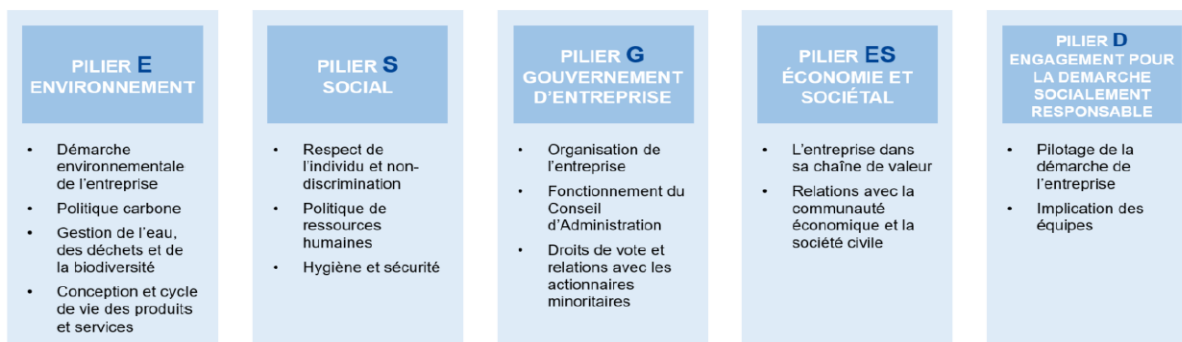 PILIER E
ENVIRONNEMENT
• Démarche
environnementale
de l'entreprise
• Politique carbone
• Gestion de l'eau,
des déchets et de
la biodiversité
• Conception et cycle
de vie des produits
et services
PILIER S
SOCIAL
• Respect de
l'individu et non-
discrimination
• Politique de
ressources
humaines
• Hygiène et sécurité
PILIER G
GOUVERNEMENT
D'ENTREPRISE
• Organisation de
l'entreprise
• Fonctionnement du
Conseil
d'Administration
• Droits de vote et
relations avec les
actionnaires
minoritaires
PILIER ES
ÉCONOMIE ET
SOCIÉTAL
• L'entreprise dans
sa chaîne de valeur
• Relations avec la
communauté
économique et la
société civile
PILIER D
ENGAGEMENT POUR
LA DEMARCHE
SOCIALEMENT
RESPONSABLE
• Pilotage de la
démarche de
l'entreprise
• Implication des
équipes